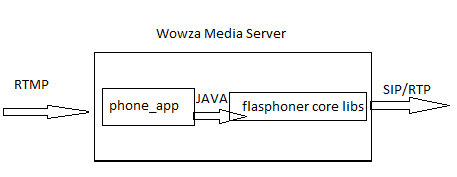 Wowza Media Server
RTMP
phone_app
JAVA
flasphoner core libs
SIP/RTP